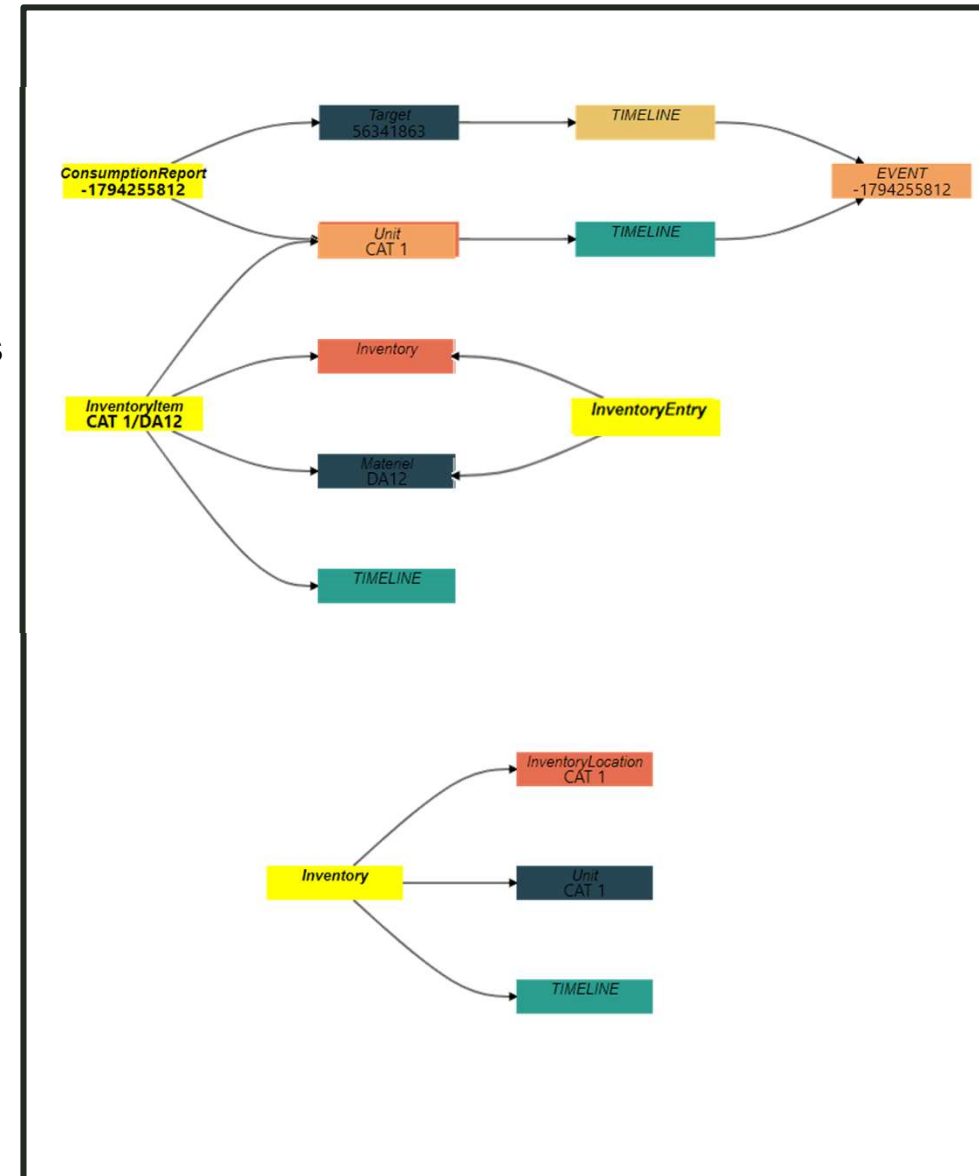 Target
56341863
TIMELINE
ConsumptionReport
-1794255812
EVENT
-1794255812
Unit
CAT 1
TIMELINE
s
Inventory
InventoryItem
CAT 1/DA12
InventoryEntry
Materiel
DA12
TIMELINE
InventoryLocation
CAT 1
Inventory
Unit
CAT 1
TIMELINE